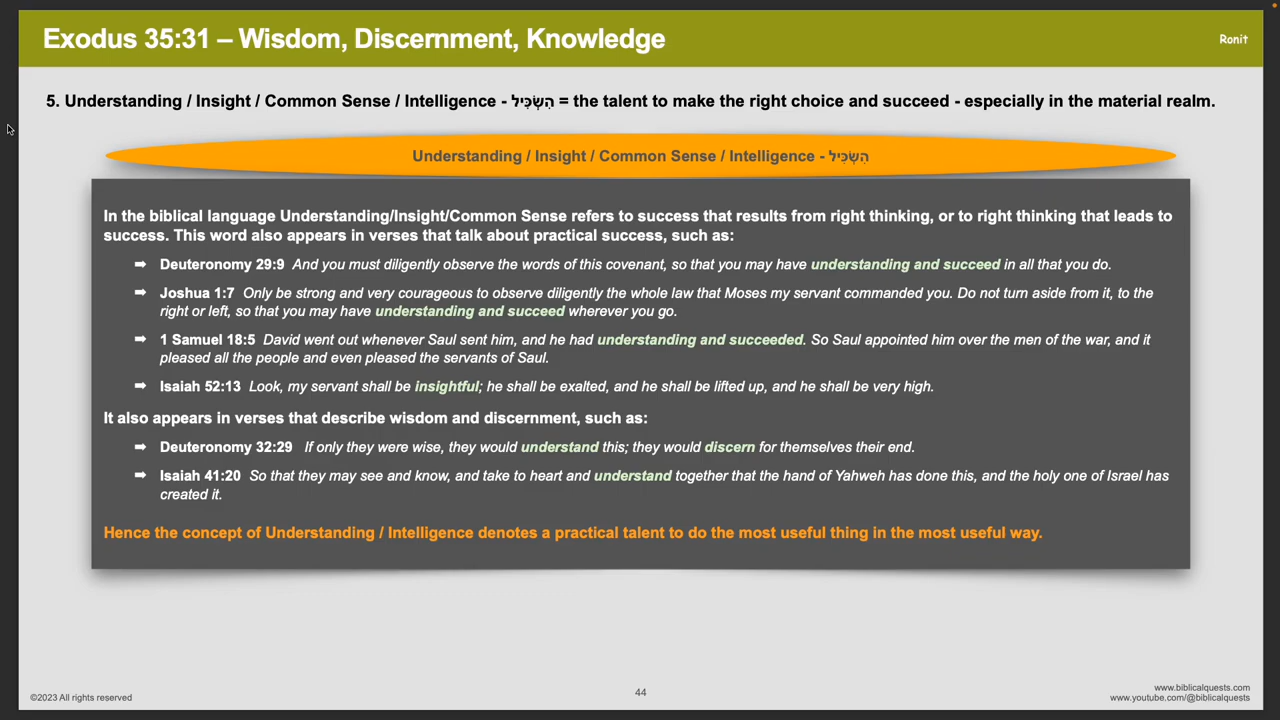 Exodus 35:31 – Wisdom, Discernment, Knowledge
Ronit
5. Understanding / Insight / Common Sense / Intelligence - הִשְׂכִּיל = the talent to make the right choice and succeed - especially in the material realm.
Understanding / Insight / Common Sense / Intelligence - הִשְׂכִּיל
In the biblical language Understanding/Insight/Common Sense refers to success that results from right thinking, or to right thinking that leads to
success. This word also appears in verses that talk about practical success, such as:
➡ Deuteronomy 29:9 And you must diligently observe the words of this covenant, so that you may have understanding and succeed in all that you do.
➡ Joshua 1:7 Only be strong and very courageous to observe diligently the whole law that Moses my servant commanded you. Do not turn aside from it, to the
right or left, so that you may have understanding and succeed wherever you go.
➡ 1 Samuel 18:5 David went out whenever Saul sent him, and he had understanding and succeeded. So Saul appointed him over the men of the war, and it
pleased all the people and even pleased the servants of Saul.
➡ Isaiah 52:13 Look, my servant shall be insightful; he shall be exalted, and he shall be lifted up, and he shall be very high.
It also appears in verses that describe wisdom and discernment, such as:
➡ Deuteronomy 32:29 If only they were wise, they would understand this; they would discern for themselves their end.
➡ Isaiah 41:20 So that they may see and know, and take to heart and understand together that the hand of Yahweh has done this, and the holy one of Israel has
created it.
Hence the concept of Understanding / Intelligence denotes a practical talent to do the most useful thing in the most useful way.
©2023 All rights reserved
44
www.biblicalquests.com
www.youtube.com/@biblicalquests